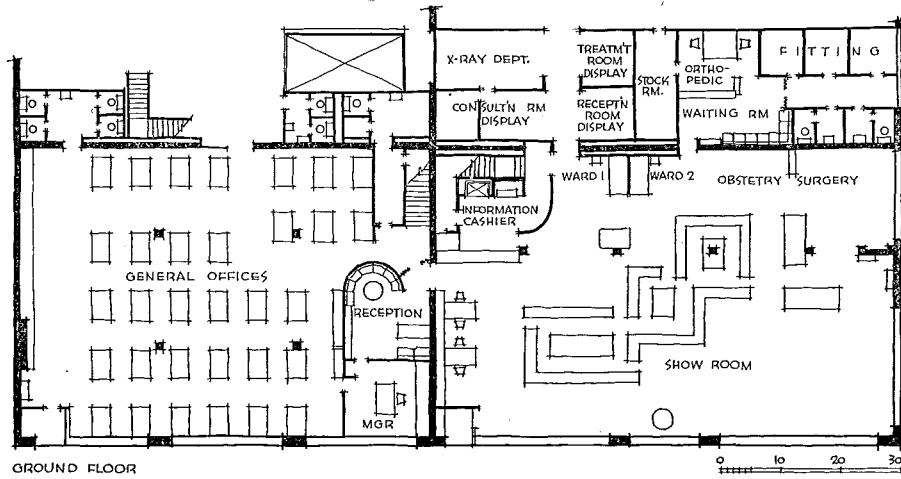 X-RAY DEPT.
TREATM'T
ROOM
DISPLAY
STOCK
RM.
ORTHO-
PEDIC
FITTING
CONSULT'N RM
DISPLAY
RECEPT'N
ROOM
DISPLAY
WAITING RM
WARD 1
WARD 2
OBSTETRY SURGERY
INFORMATION
CASHIER
GENERAL OFFICES
RECEPTION
SHOW ROOM
MGR
GROUND FLOOR
0 10 20 30